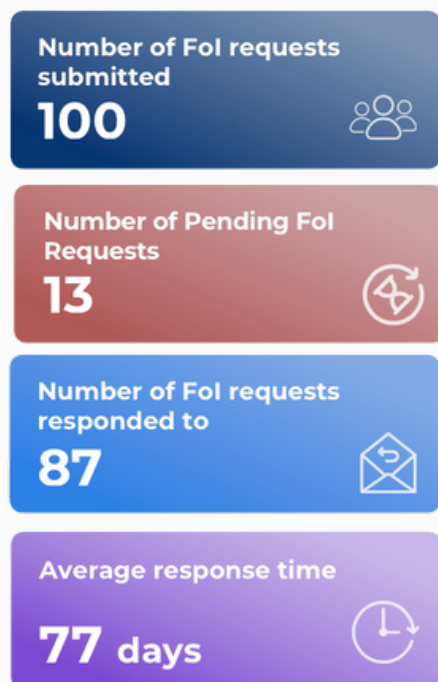 Number of FoI requests
submitted
100
Number of Pending FoI
Requests
13
Number of FoI requests
responded to
87
Average response time
77 days